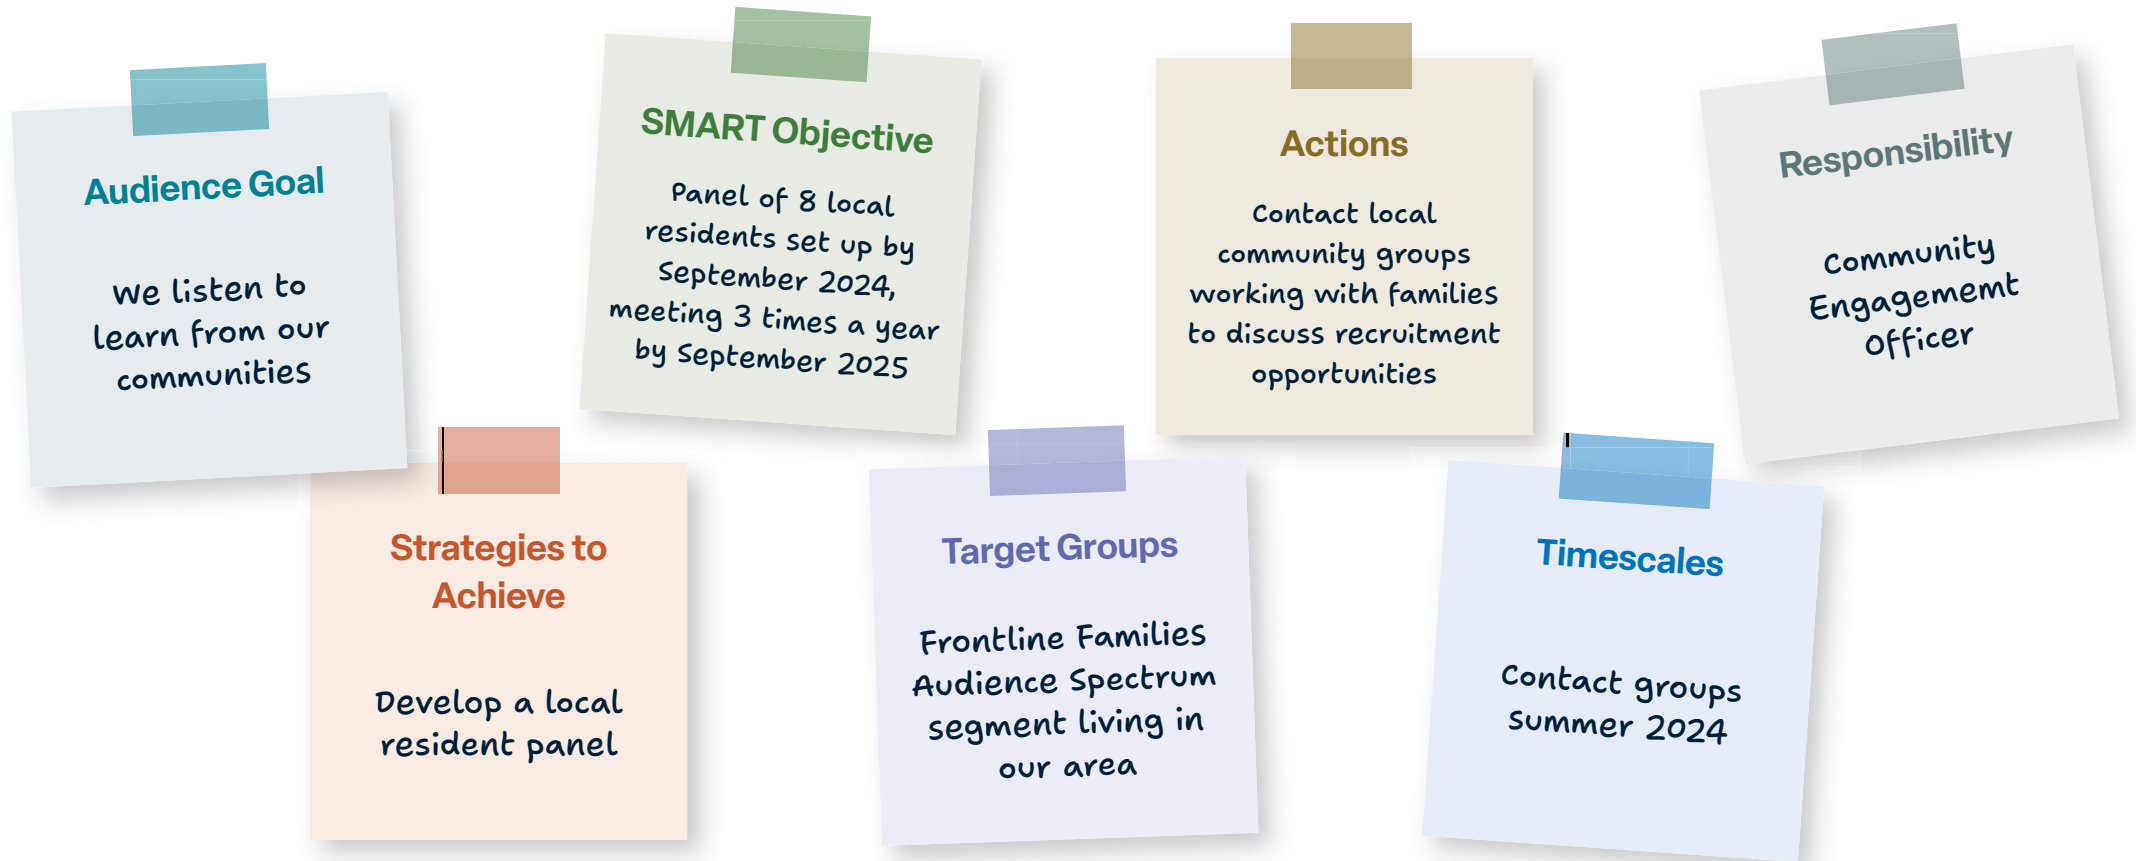 Audience Goal
We listen to
learn from our
communities
Strategies to
Achieve
Develop a local
resident panel
SMART Objective
Panel of 8 local
residents set up by
September 2024,
meeting 3 times a year
by September 2025
Target Groups
Frontline Families
Audience Spectrum
segment living in
our area
Actions
Contact local
community groups
working with families
to discuss recruitment
opportunities
Timescales
Contact groups
Summer 2024
Responsibility
Community
Engagememt
Officer